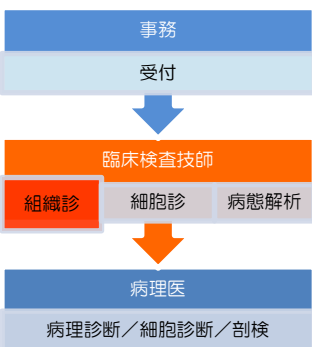 事務
受付
臨床検査技師
組織診 細胞診 病態解析
病理医
病理診断／細胞診断／剖検